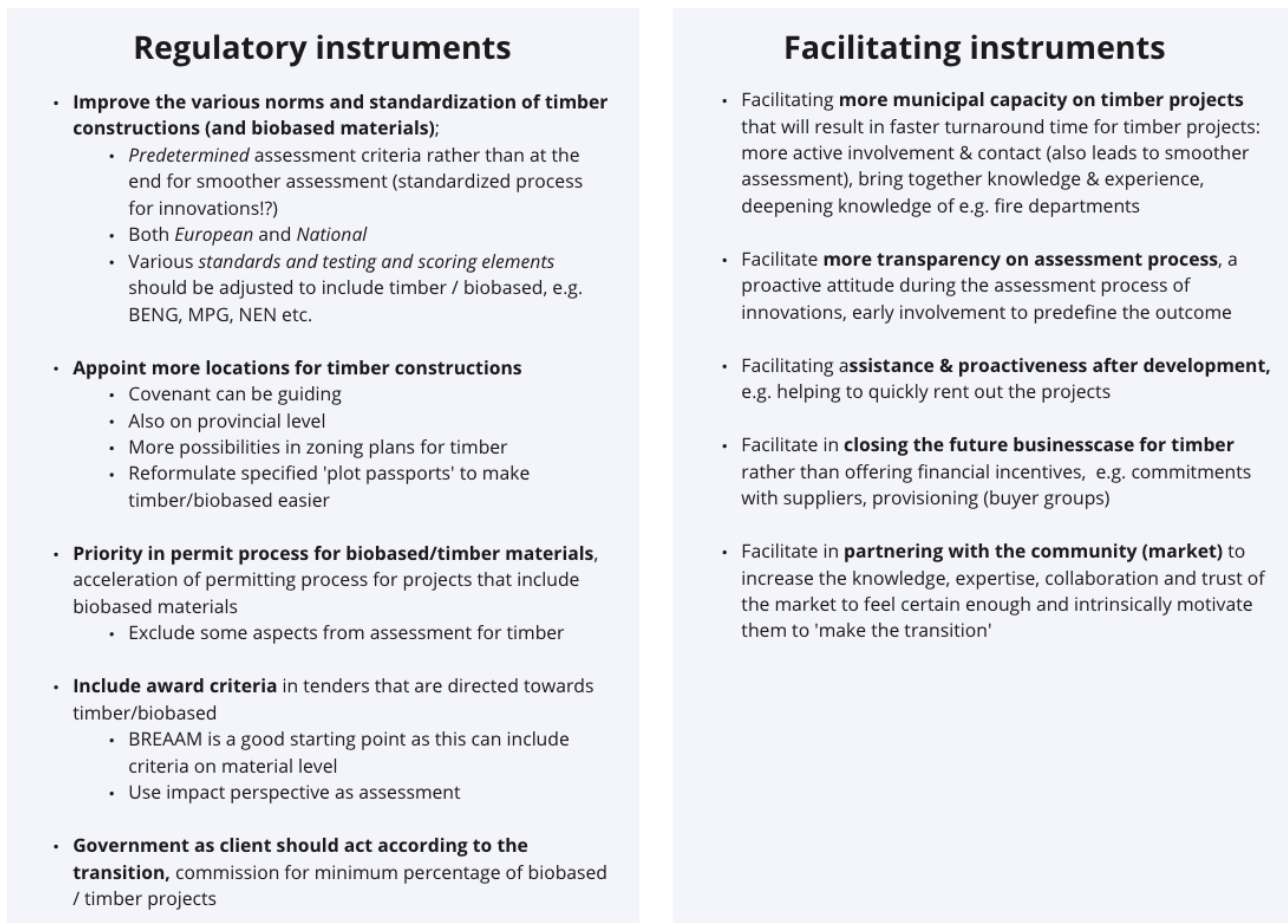 Regulatory instruments
• Improve the various norms and standardization of timber
constructions (and biobased materials);
• Predetermined assessment criteria rather than at the
end for smoother assessment (standardized process
for innovations!?)
• Both European and National
• Various standards and testing and scoring elements
should be adjusted to include timber / biobased, e.g.
BENG, MPG, NEN etc.
• Appoint more locations for timber constructions
• Covenant can be guiding
• Also on provincial level
• More possibilities in zoning plans for timber
• Reformulate specified 'plot passports' to make
timber/biobased easier
• Priority in permit process for biobased/timber materials,
acceleration of permitting process for projects that include
biobased materials
• Exclude some aspects from assessment for timber
• Include award criteria in tenders that are directed towards
timber/biobased
• BREAAM is a good starting point as this can include
criteria on material level
• Use impact perspective as assessment
• Government as client should act according to the
transition, commission for minimum percentage of biobased
/ timber projects
Facilitating instruments
• Facilitating more municipal capacity on timber projects
that will result in faster turnaround time for timber projects:
more active involvement & contact (also leads to smoother
assessment), bring together knowledge & experience,
deepening knowledge of e.g. fire departments
• Facilitate more transparency on assessment process, a
proactive attitude during the assessment process of
innovations, early involvement to predefine the outcome
• Facilitating assistance & proactiveness after development,
e.g. helping to quickly rent out the projects
• Facilitate in closing the future businesscase for timber
rather than offering financial incentives,  e.g. commitments
with suppliers, provisioning (buyer groups)
• Facilitate in partnering with the community (market) to
increase the knowledge, expertise, collaboration and trust of
the market to feel certain enough and intrinsically motivate
them to 'make the transition'